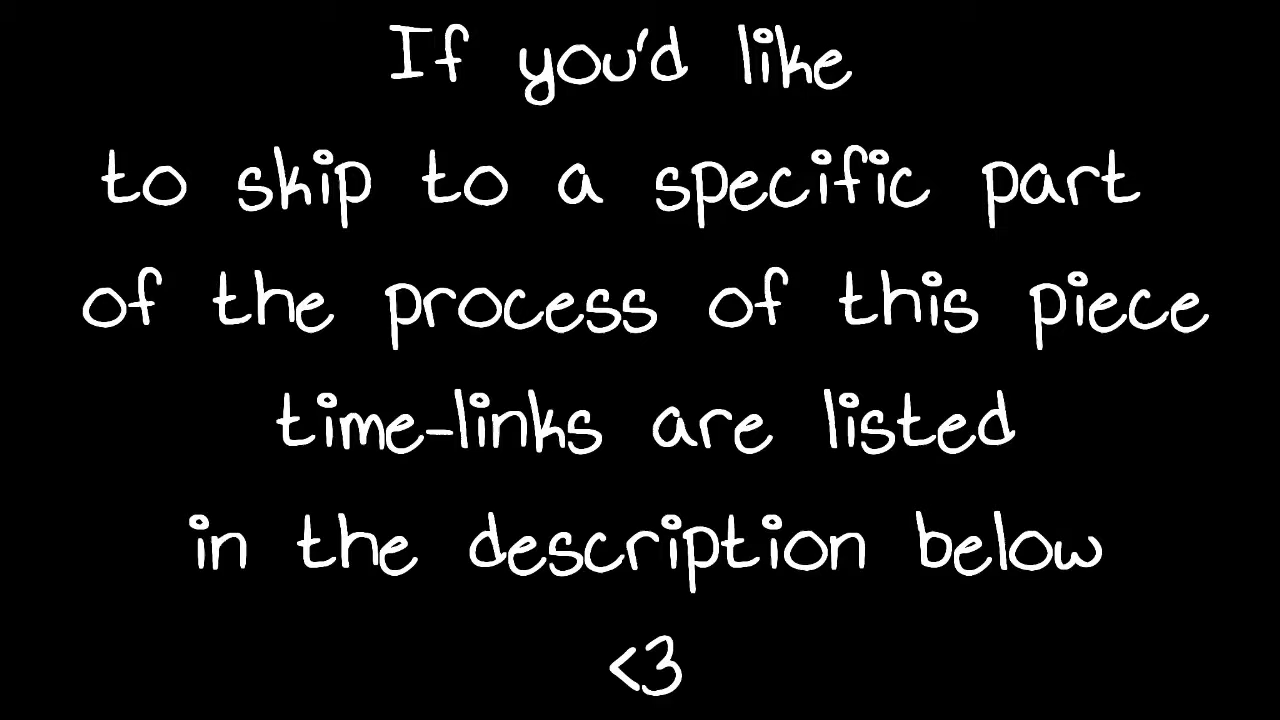 If you'd like
to skip to a specific part
of the process of this piece
time-links are listed
in the description below
<3